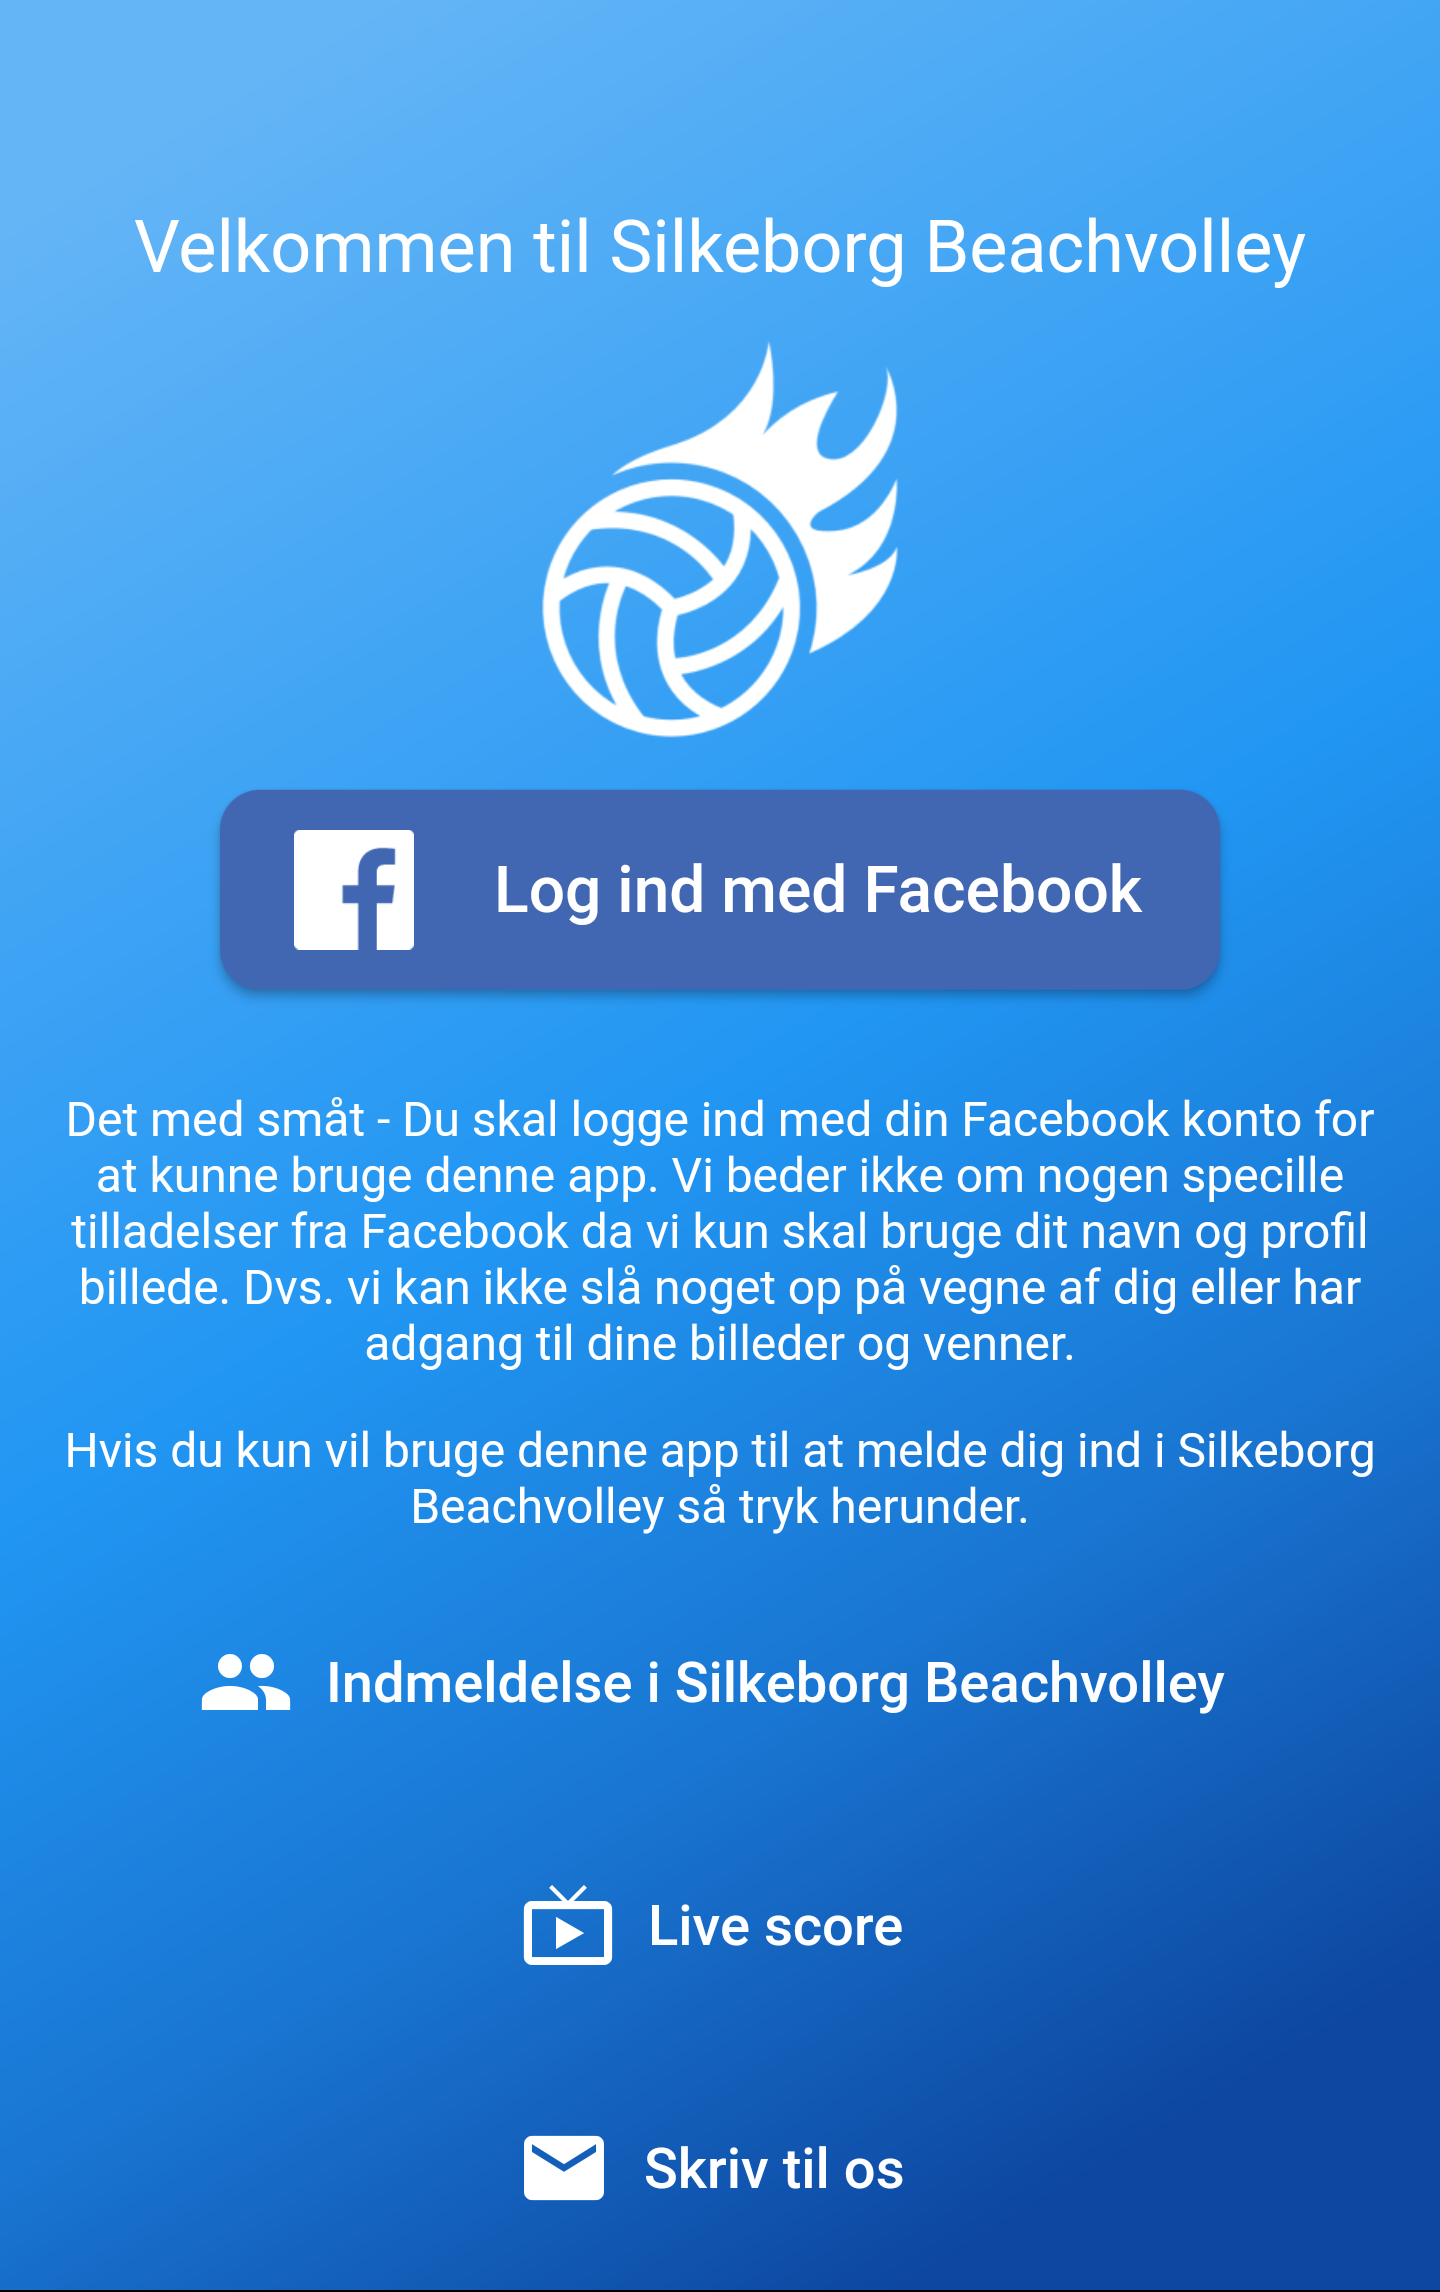 Velkommen til Silkeborg Beachvolley
Log ind med Facebook
Det med småt - Du skal logge ind med din Facebook konto for
at kunne bruge denne app. Vi beder ikke om nogen specille
tilladelser fra Facebook da vi kun skal bruge dit navn og profil
billede. Dvs. vi kan ikke slå noget op på vegne af dig eller har
adgang til dine billeder og venner.
Hvis du kun vil bruge denne app til at melde dig ind i Silkeborg
Beachvolley så tryk herunder.
Indmeldelse i Silkeborg Beachvolley
Live score
Skriv til os